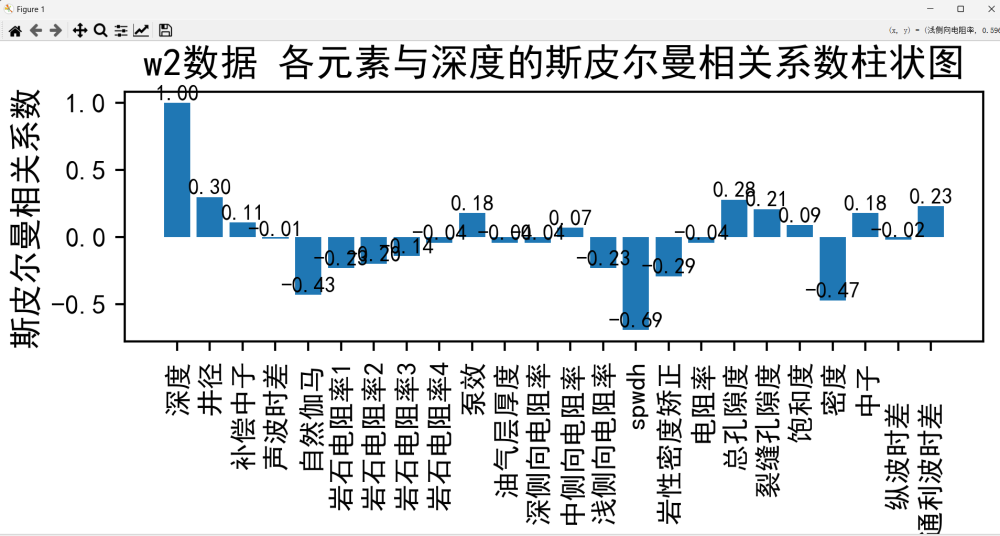 Figure 1
(x, y) = (浅侧向电阻率, 0.596
w2数据 各元素与深度的斯皮尔曼相关系数柱状图
斯皮尔曼相关系数
1.0
0.5
0.0
−0.5
1.00
0.30
0.11
−0.01
−0.43
−0.23
−0.20
−0.14
−0.04
0.18
−0.04
−0.04
0.07
−0.23
−0.69
−0.29
−0.04
0.28
0.21
0.09
−0.47
0.18
−0.02
0.23
深度
井径
补偿中子
声波时差
自然伽马
岩石电阻率1
岩石电阻率2
岩石电阻率3
岩石电阻率4
泵效
油气层厚度
深侧向电阻率
中侧向电阻率
浅侧向电阻率
spwdh
岩性密度矫正
电阻率
总孔隙度
裂缝孔隙度
饱和度
密度
中子
纵波时差
通利波时差